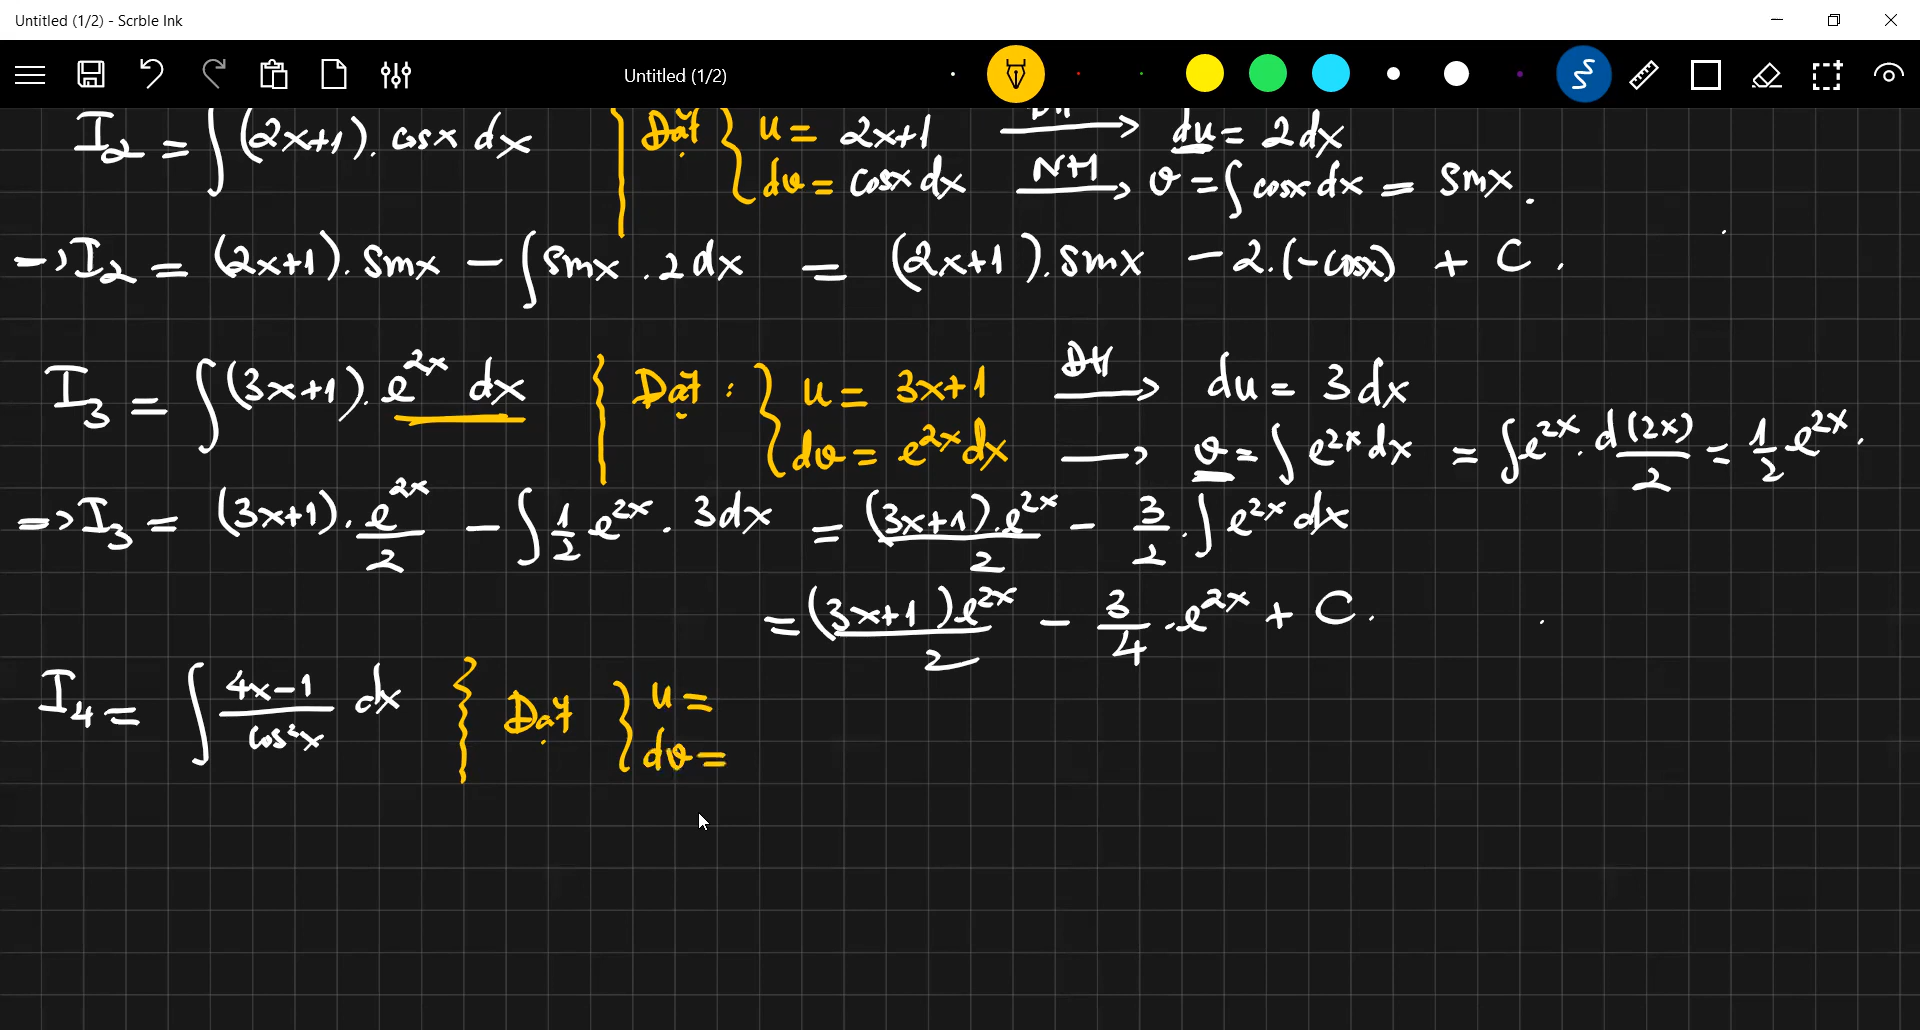 Untitled (1/2) - Scrble Ink
Untitled (1/2)
I₂ = ∫(2x+1). cosx dx } Đặt { u = 2x+1 → du = 2dx
dv = cosx dx NH → v = ∫cosx dx = sinx.
→ I₂ = (2x+1). sinx - ∫sinx . 2dx = (2x+1). sinx - 2.(-cosx) + C .
I₃ = ∫(3x+1). e^{2x} dx } Đặt : { u = 3x+1 ĐH → du = 3dx
dv = e^{2x}dx → v = ∫e^{2x}dx = ∫e^{2x}. d(2x)/2 = 1/2 e^{2x}.
=> I₃ = (3x+1). e^{2x}/2 - ∫1/2 e^{2x}. 3dx = (3x+1).e^{2x}/2 - 3/2 . ∫e^{2x}dx
= (3x+1)e^{2x}/2 - 3/4 .e^{2x} + C.
I₄ = ∫ (4x-1)/cos²x dx } Đặt { u =
dv =